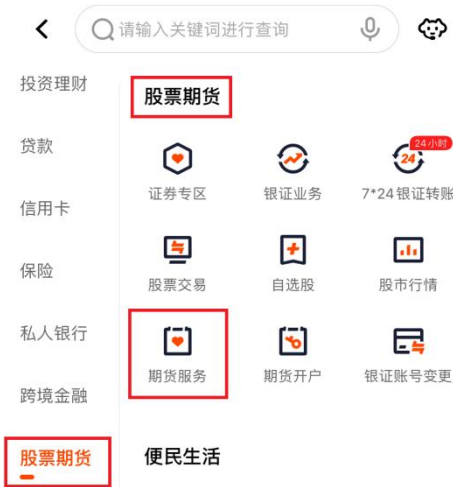 请输入关键词进行查询
投资理财
贷款
信用卡
保险
私人银行
跨境金融
股票期货
股票期货
证券专区
银证业务
24小时
24
7*24银证转账
股票交易
自选股
股市行情
期货服务
期货开户
银证账号变更
便民生活